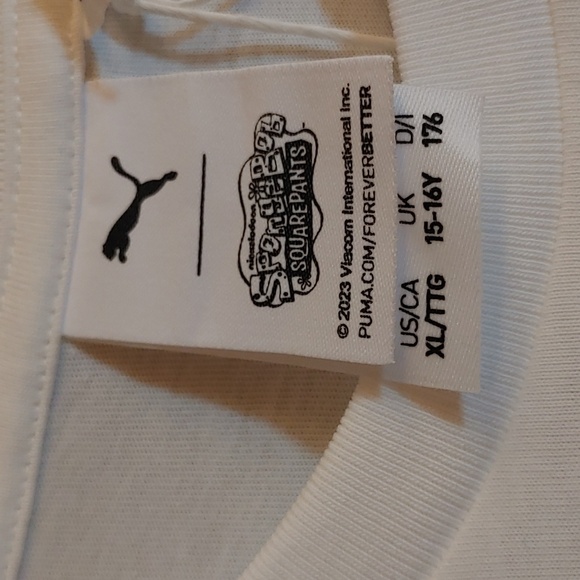 nickelodeon
SPONGEBOB
SQUAREPANTS
© 2023 Viacom International Inc.
PUMA.COM/FOREVERBETTER
US/CA UK D/I
XL/TTG 15-16Y 176